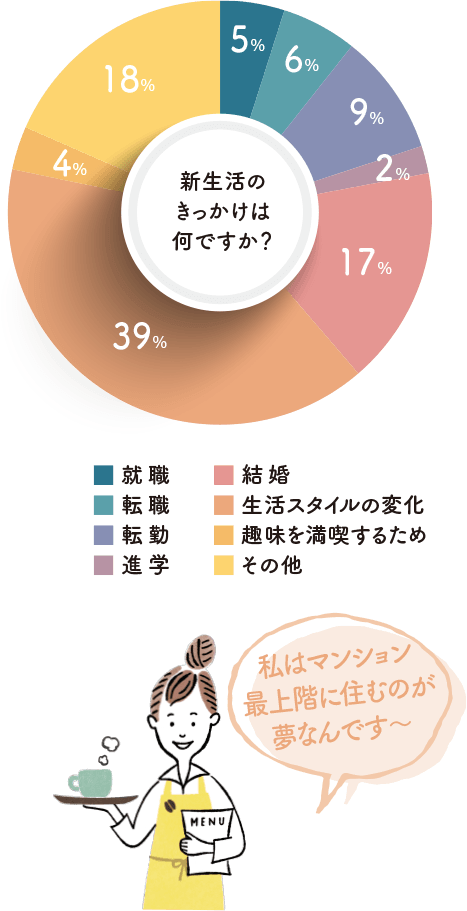 5%
6%
9%
2%
17%
39%
4%
18%
新生活の
きっかけは
何ですか？
就職
転職
転勤
進学
結婚
生活スタイルの変化
趣味を満喫するため
その他
私はマンション
最上階に住むのが
夢なんです〜
MENU